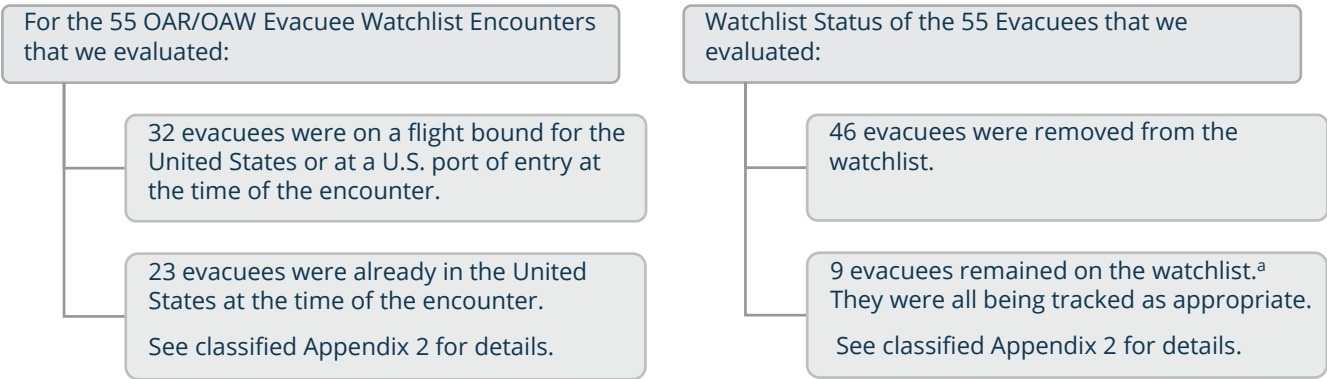 For the 55 OAR/OAW Evacuee Watchlist Encounters
that we evaluated:
32 evacuees were on a flight bound for the
United States or at a U.S. port of entry at
the time of the encounter.
23 evacuees were already in the United
States at the time of the encounter.
See classified Appendix 2 for details.
Watchlist Status of the 55 Evacuees that we
evaluated:
46 evacuees were removed from the
watchlist.
9 evacuees remained on the watchlist.ᵃ
They were all being tracked as appropriate.
See classified Appendix 2 for details.